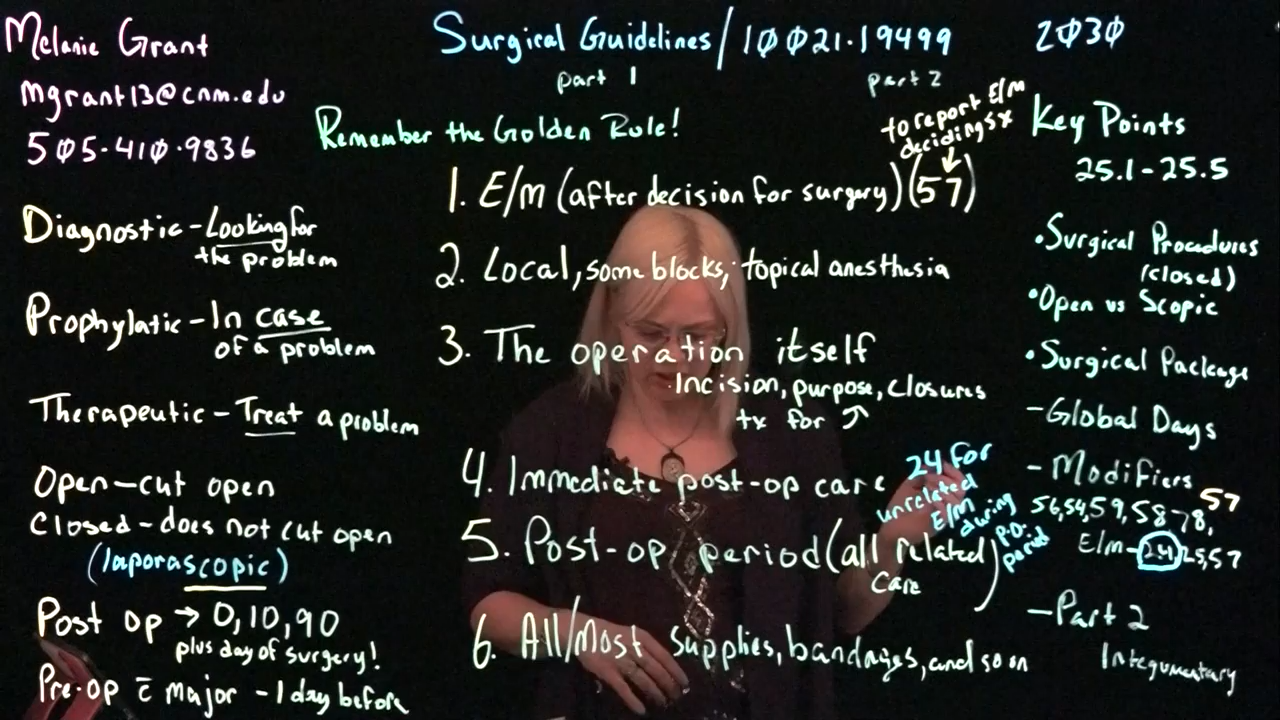 Melanie Grant
mgrant13@cnm.edu
505-410-9836
Surgical Guidelines/10021-19499
part 1
part 2
2030
Remember the Golden Rule!
to report E/M
deciding sx
1. E/M (after decision for surgery)(57)
2. Local, some blocks, topical anesthesia
3. The operation itself
Incision, purpose, closures
tx for
4. Immediate post-op care
24 for
unrelated
E/M
during
P.O.
period
5. Post-op period (all related
care)
6. All/Most supplies, bandages, and so on
Diagnostic - Looking for
the problem
Prophylatic - In case
of a problem
Therapeutic - Treat a problem
Open - cut open
Closed - does not cut open
(laporascopic)
Post op → 0, 10, 90
plus day of surgery!
Pre-op c̄ major - 1 day before
Key Points
25.1 - 25.5
• Surgical Procedures
(closed)
• Open vs Scopic
• Surgical Package
- Global Days
- Modifiers
56, 54, 59, 58, 78, 57
E/m - 24, 25, 57
- Part 2
Integumentary